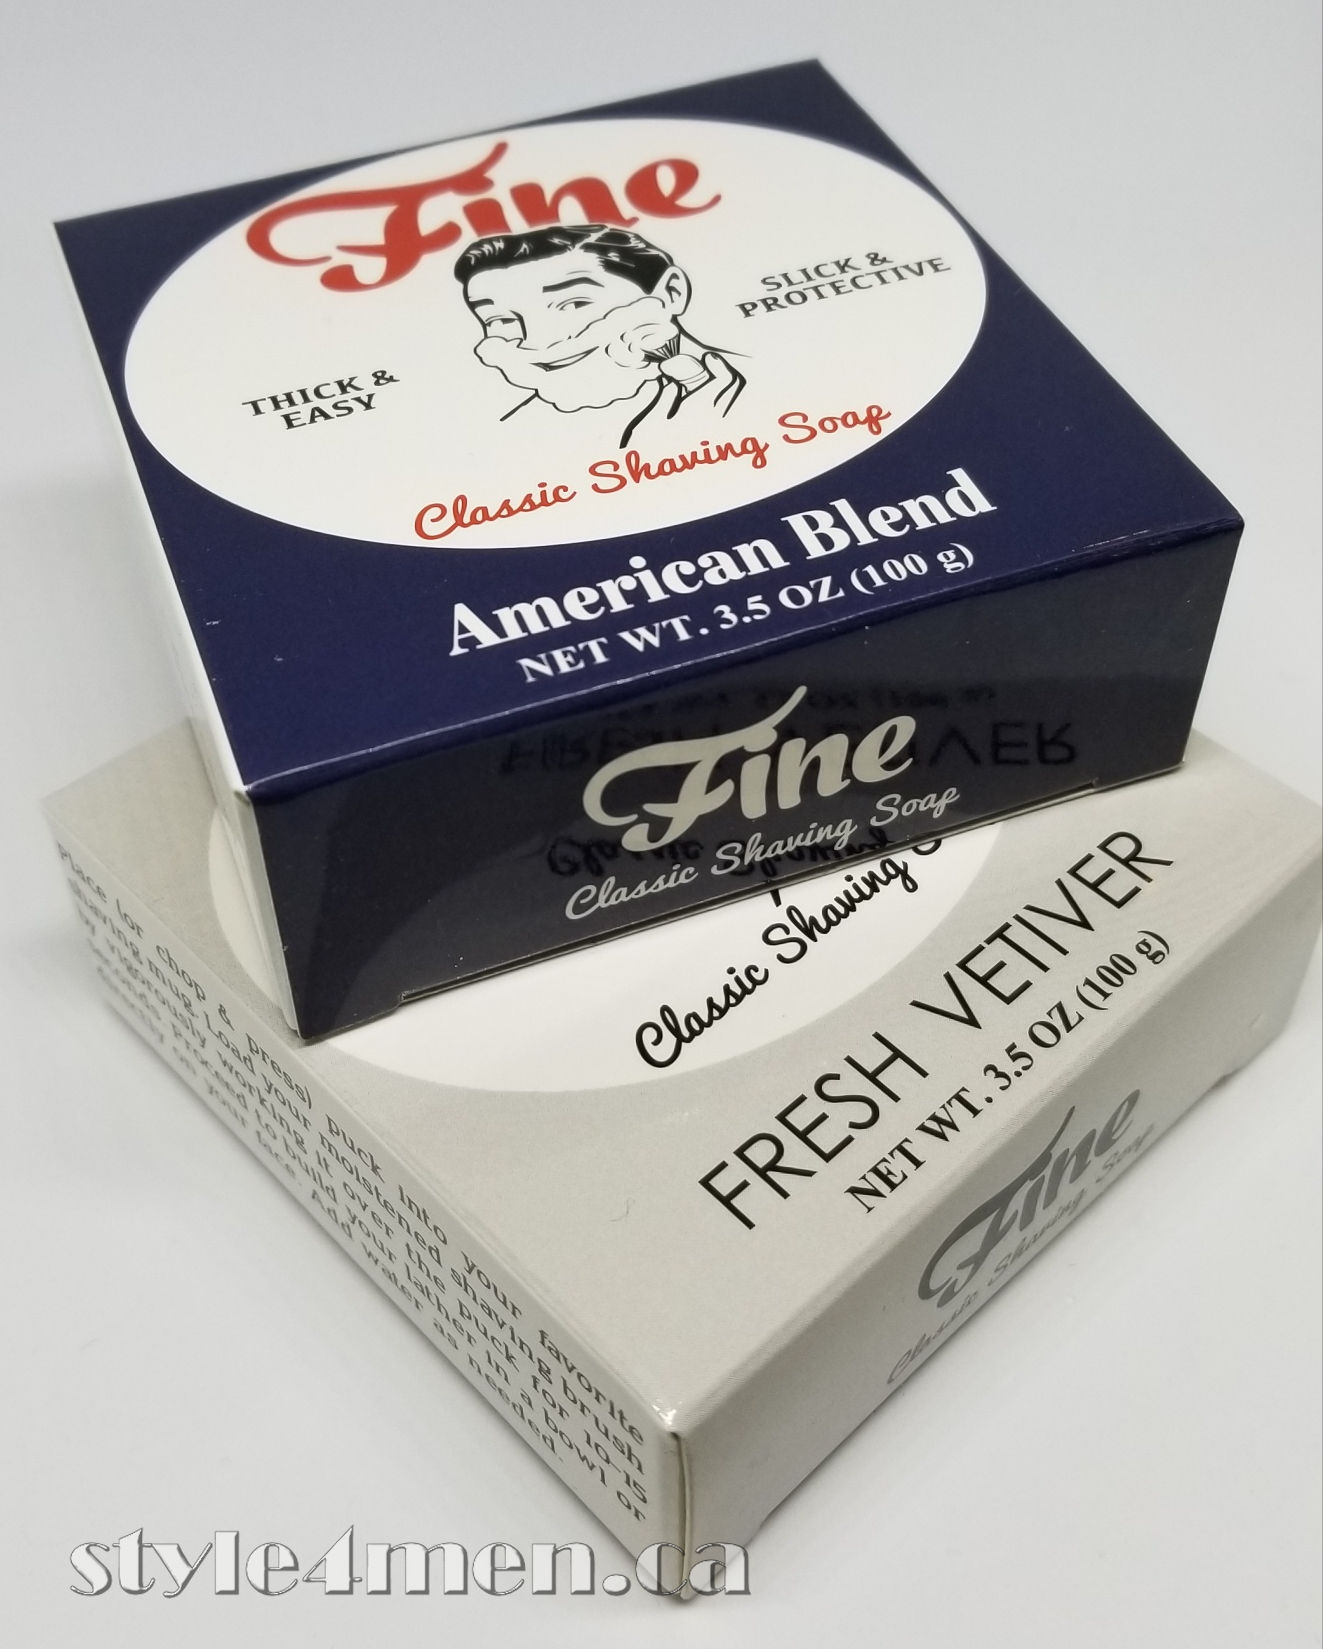 Fine
SLICK &
PROTECTIVE
THICK &
EASY
Classic Shaving Soap
American Blend
NET WT. 3.5 OZ (100 g)
Fine
Classic Shaving Soap
Classic Shaving
FRESH VETIVER
NET WT. 3.5 OZ (100 g)
Fine
Classic Shaving Soap
Place (or chop & press) puck into your favorite
shaving mug. Load your moistened shaving brush
by vigorously working it over the puck for 10-15
seconds. Proceed to build your lather in a bowl or
directly on your face. Add water as needed.
style4men.ca